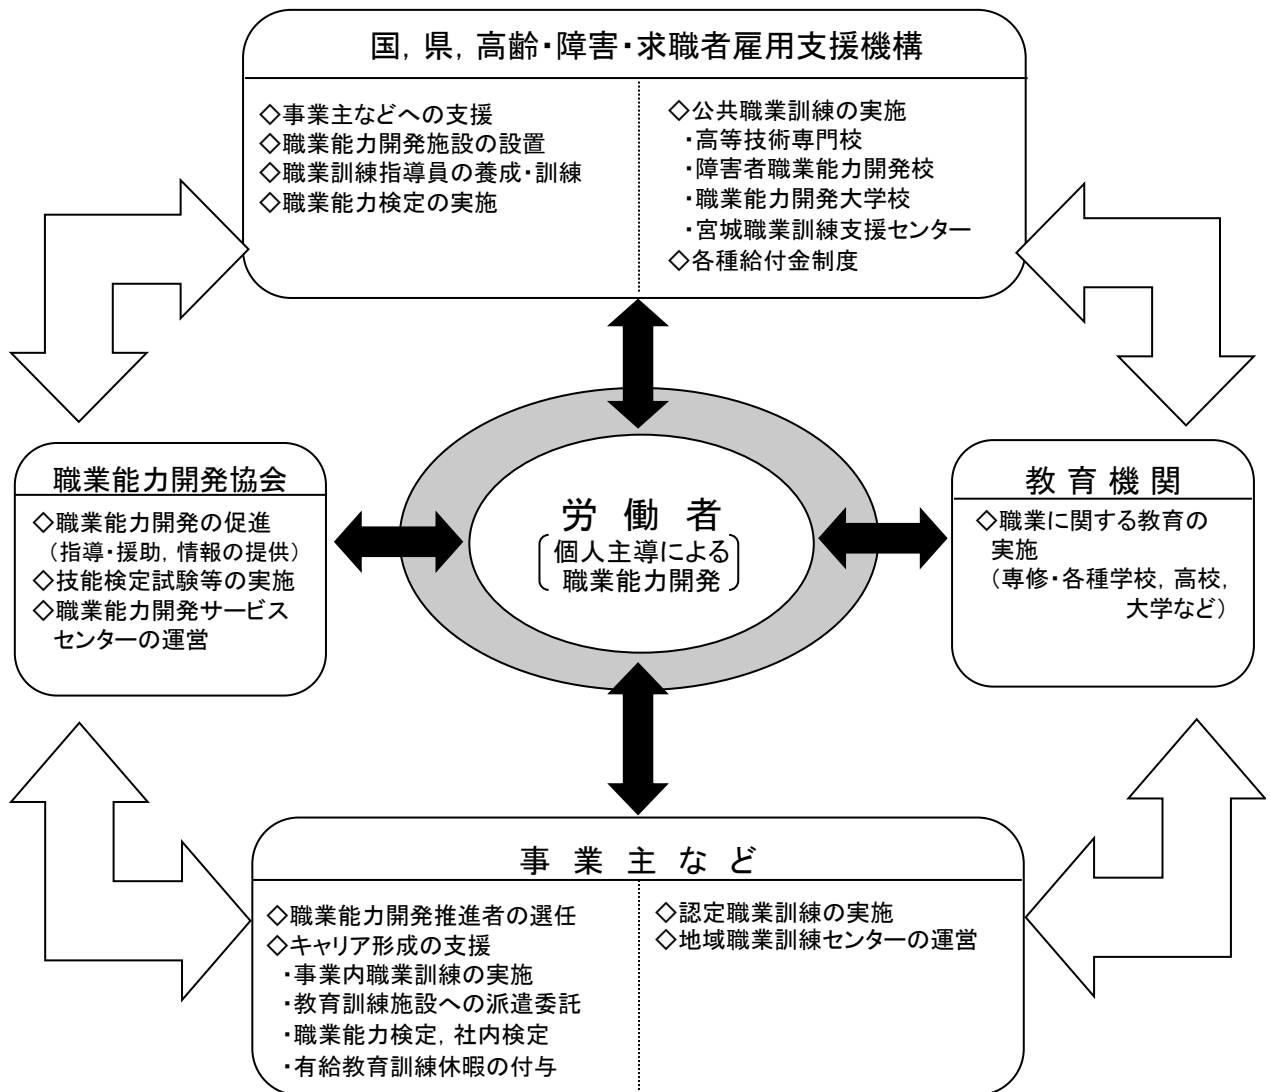 国，県，高齢・障害・求職者雇用支援機構
◇事業主などへの支援
◇職業能力開発施設の設置
◇職業訓練指導員の養成・訓練
◇職業能力検定の実施
◇公共職業訓練の実施
・高等技術専門校
・障害者職業能力開発校
・職業能力開発大学校
・宮城職業訓練支援センター
◇各種給付金制度
職業能力開発協会
◇職業能力開発の促進
（指導・援助，情報の提供）
◇技能検定試験等の実施
◇職業能力開発サービス
センターの運営
労働者
個人主導による
職業能力開発
教育機関
◇職業に関する教育の
実施
（専修・各種学校，高校，
大学など）
事業主など
◇職業能力開発推進者の選任
◇キャリア形成の支援
・事業内職業訓練の実施
・教育訓練施設への派遣委託
・職業能力検定，社内検定
・有給教育訓練休暇の付与
◇認定職業訓練の実施
◇地域職業訓練センターの運営